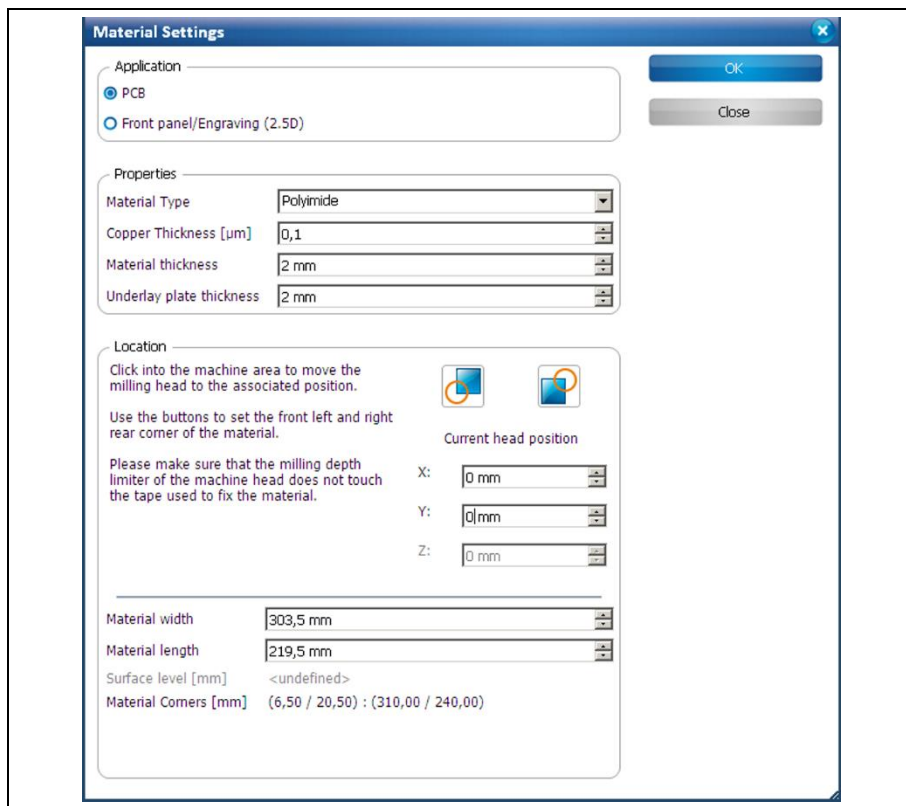 Material Settings
Application
OK
PCB
Close
Front panel/Engraving (2.5D)
Properties
Material Type Polyimide
Copper Thickness [µm] 0,1
Material thickness 2 mm
Underlay plate thickness 2 mm
Location
Click into the machine area to move the
milling head to the associated position.
Use the buttons to set the front left and right
rear corner of the material.
Please make sure that the milling depth
limiter of the machine head does not touch
the tape used to fix the material.
Current head position
X: 0 mm
Y: 0 mm
Z: 0 mm
Material width 303,5 mm
Material length 219,5 mm
Surface level [mm] <undefined>
Material Corners [mm] (6,50 / 20,50) : (310,00 / 240,00)